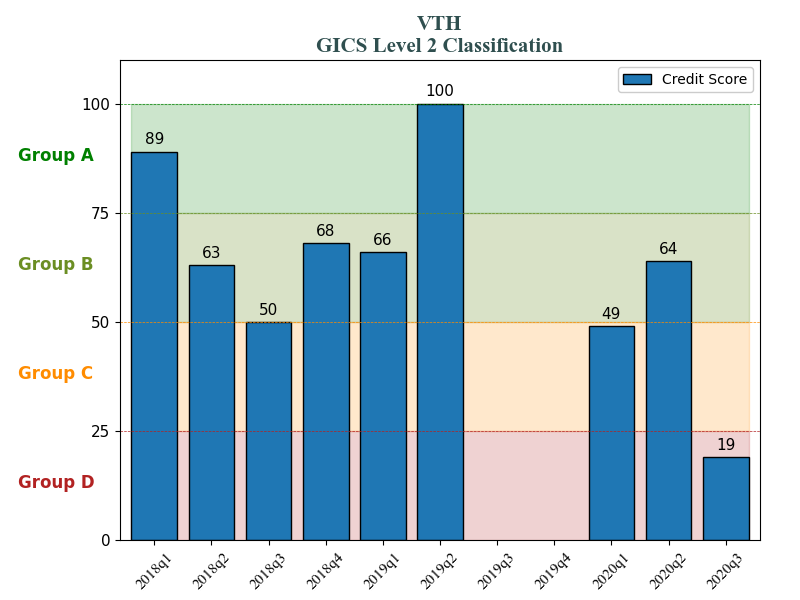 VTH
GICS Level 2 Classification
Credit Score
100
75
50
25
0
Group A
Group B
Group C
Group D
89
63
50
68
66
100
49
64
19
2018q1
2018q2
2018q3
2018q4
2019q1
2019q2
2019q3
2019q4
2020q1
2020q2
2020q3